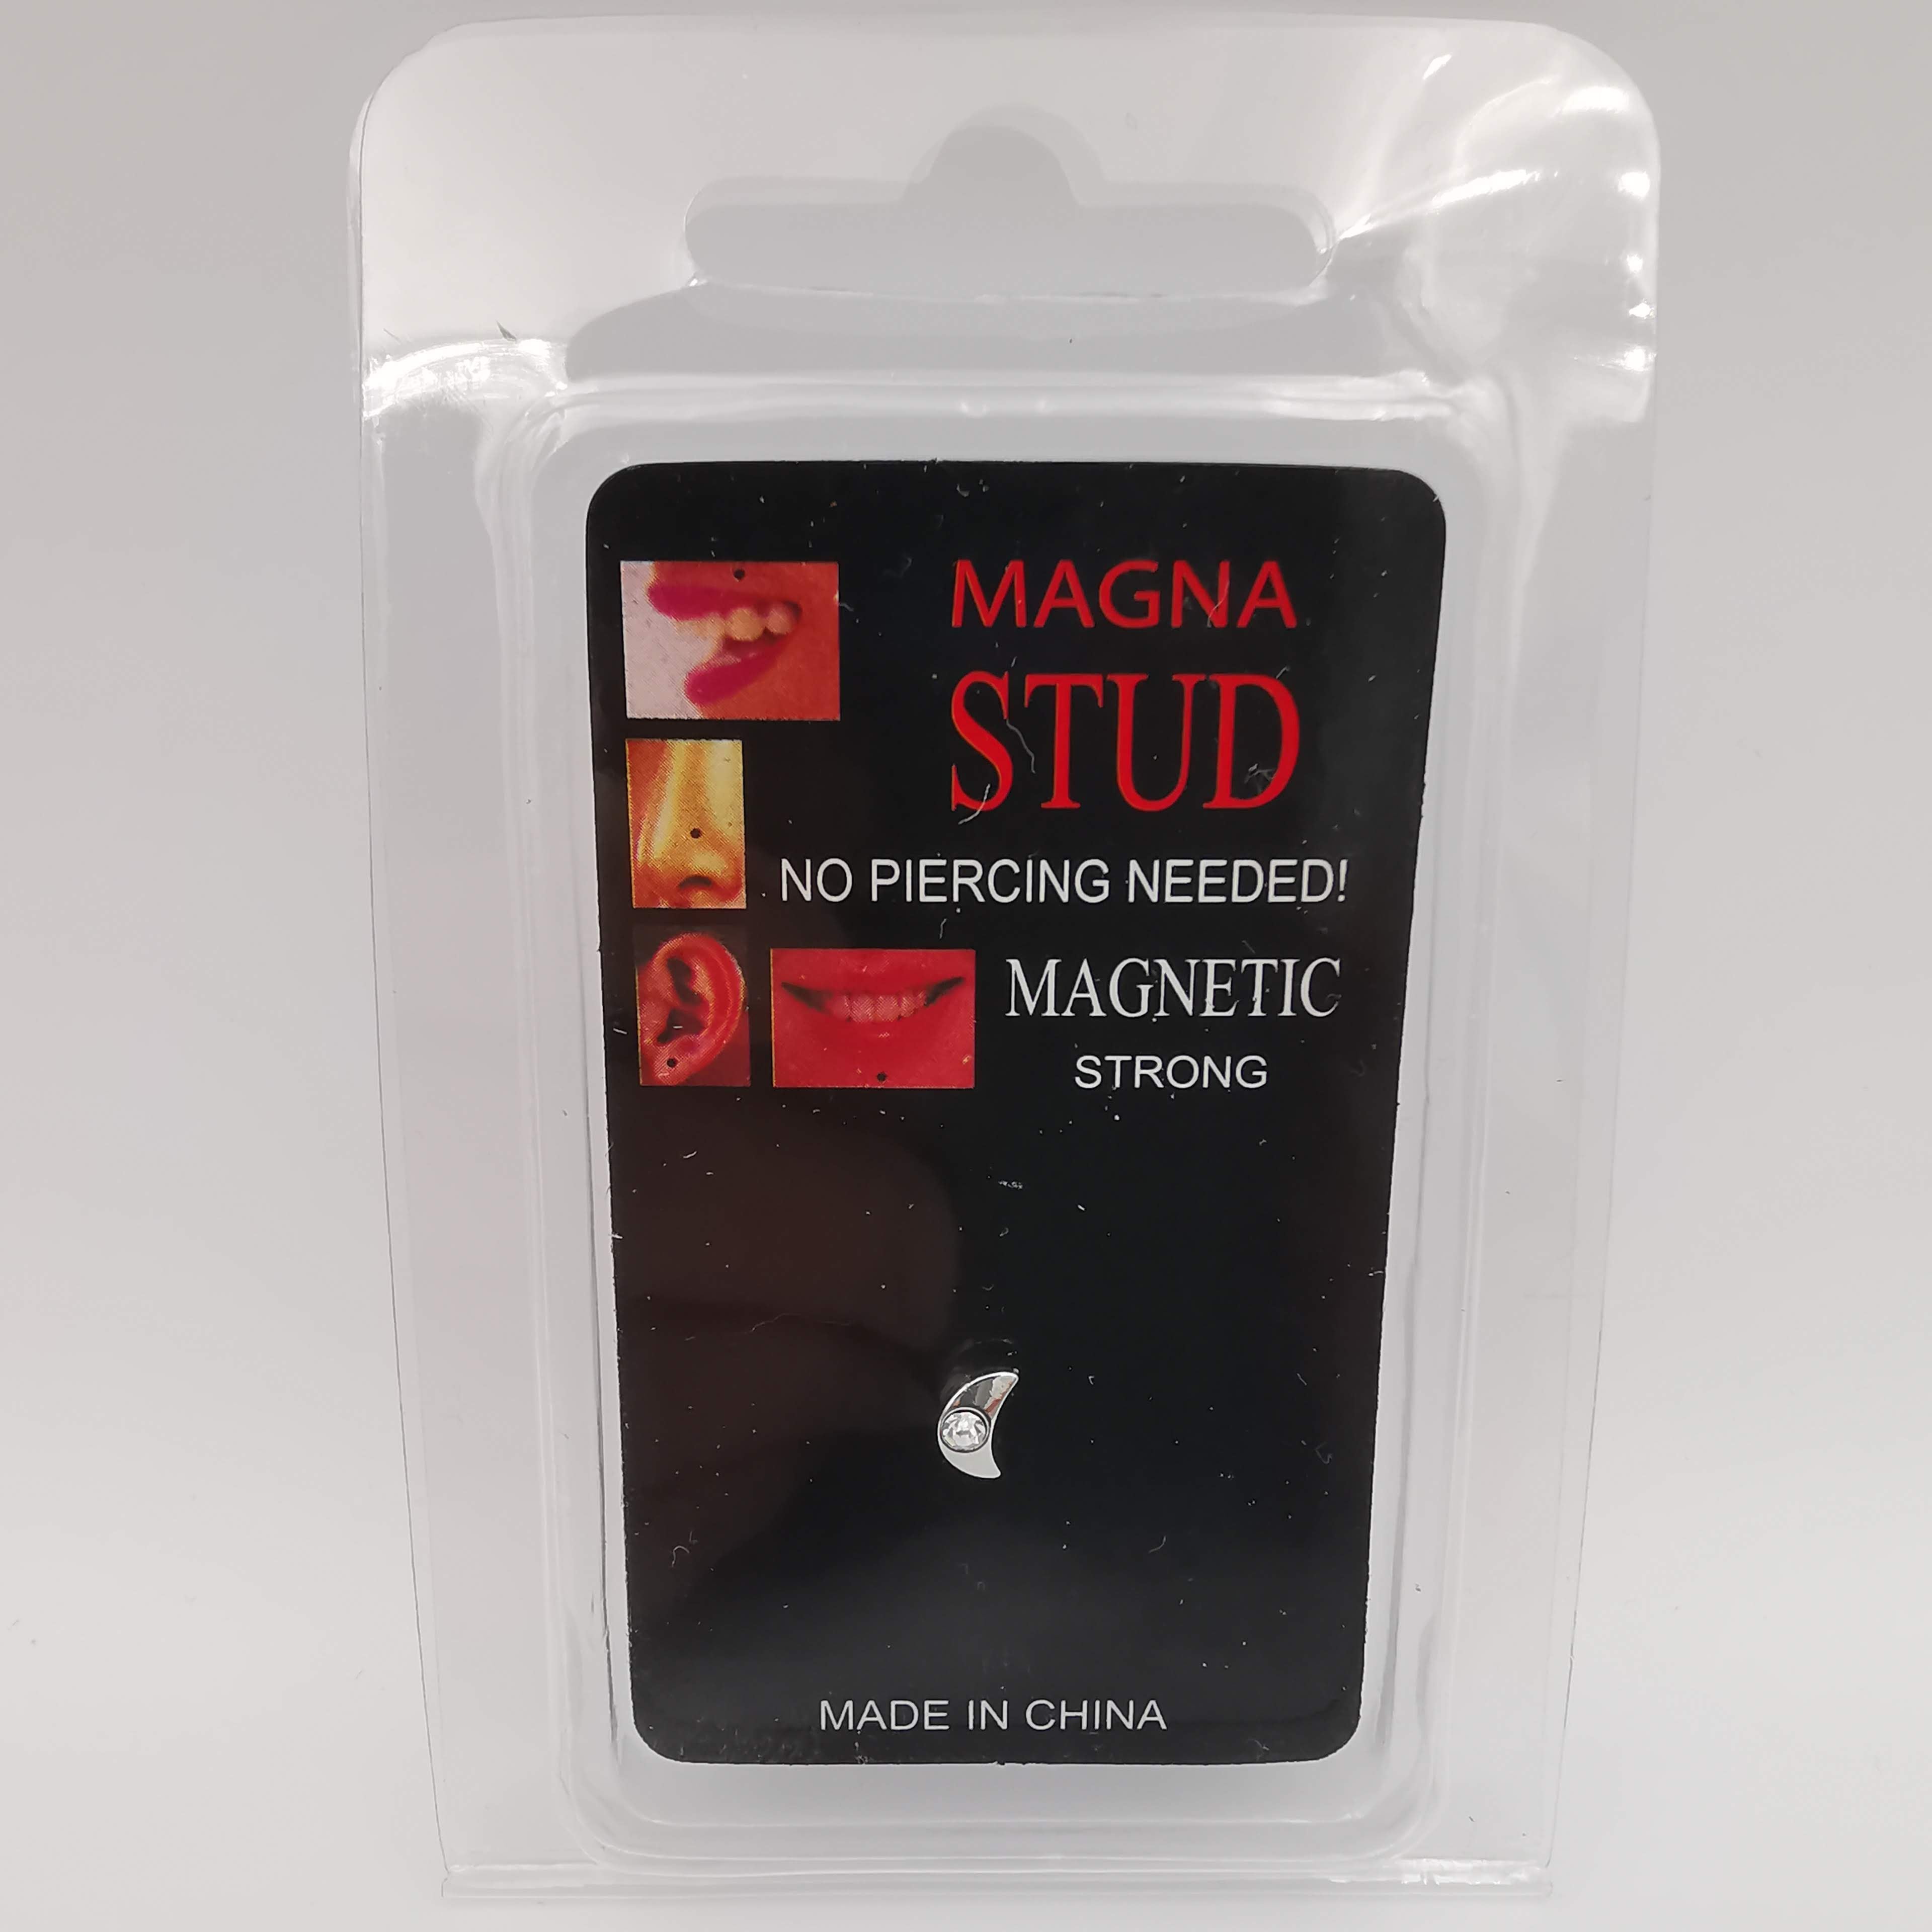 MAGNA
STUD
NO PIERCING NEEDED!
MAGNETIC
STRONG
MADE IN CHINA